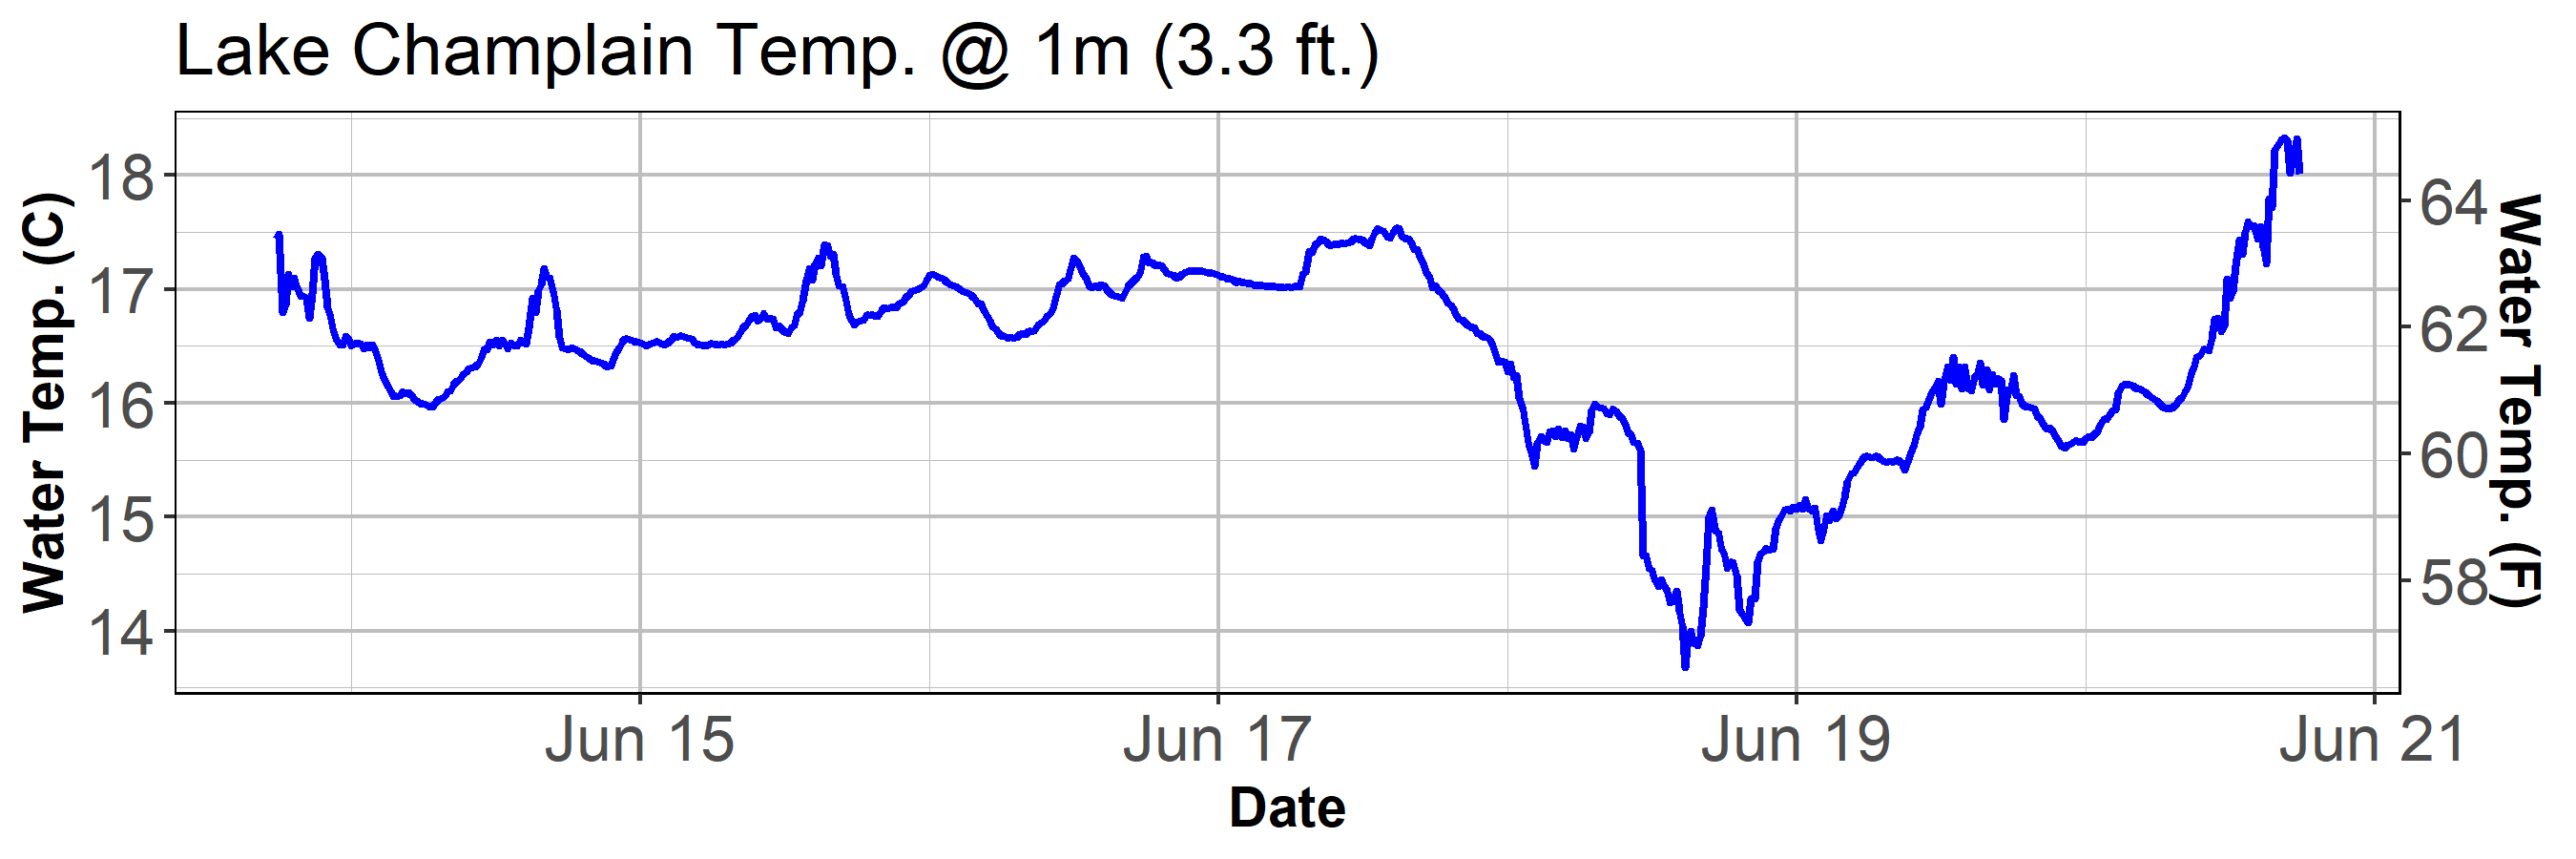 Lake Champlain Temp. @ 1m (3.3 ft.)
Water Temp. (C)
18
17
16
15
14
64
62
60
58
Water Temp. (F)
Jun 15
Jun 17
Jun 19
Jun 21
Date